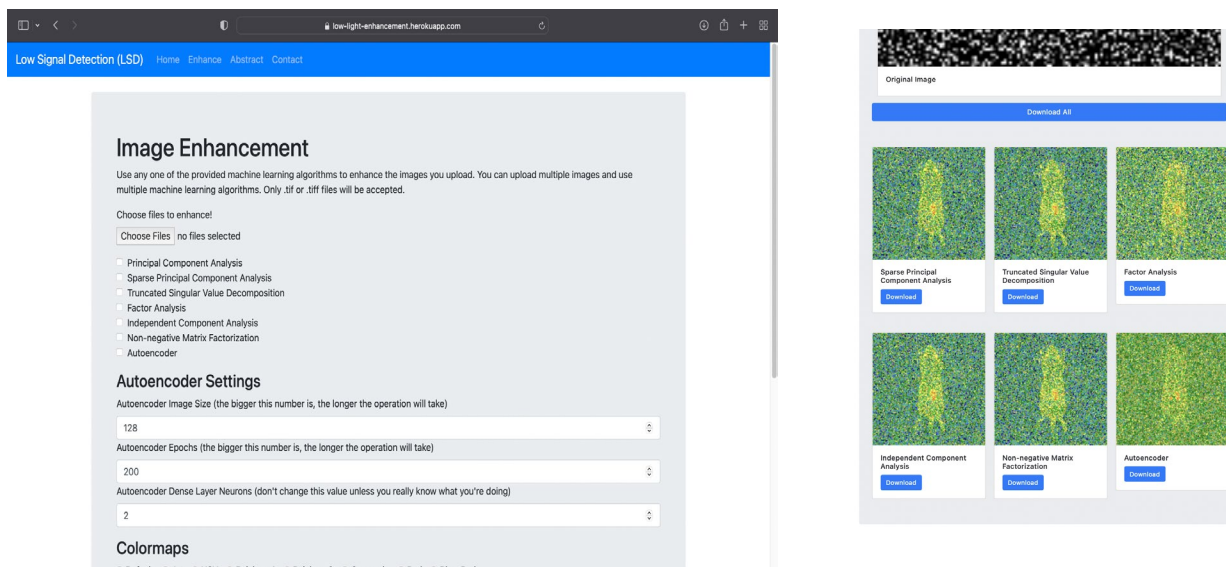 low-light-enhancement.herokuapp.com
Low Signal Detection (LSD) Home Enhance Abstract Contact
Image Enhancement
Use any one of the provided machine learning algorithms to enhance the images you upload. You can upload multiple images and use
multiple machine learning algorithms. Only .tif or .tiff files will be accepted.
Choose files to enhance!
Choose Files no files selected
Principal Component Analysis
Sparse Principal Component Analysis
Truncated Singular Value Decomposition
Factor Analysis
Independent Component Analysis
Non-negative Matrix Factorization
Autoencoder
Autoencoder Settings
Autoencoder Image Size (the bigger this number is, the longer the operation will take)
128
Autoencoder Epochs (the bigger this number is, the longer the operation will take)
200
Autoencoder Dense Layer Neurons (don't change this value unless you really know what you're doing)
2
Colormaps
Original Image
Download All
Sparse Principal
Component Analysis
Download
Truncated Singular Value
Decomposition
Download
Factor Analysis
Download
Independent Component
Analysis
Download
Non-negative Matrix
Factorization
Download
Autoencoder
Download